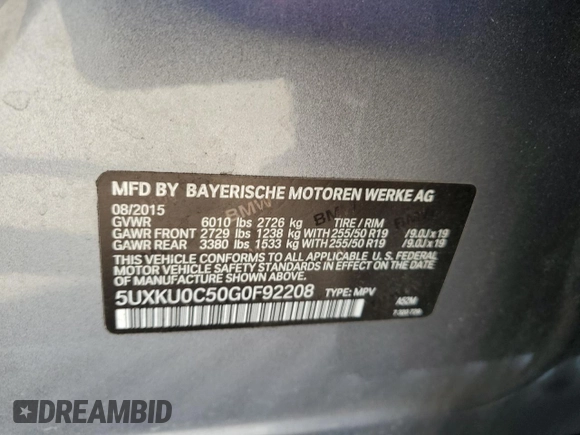 MFD BY BAYERISCHE MOTOREN WERKE AG
08/2015
GVWR 6010 lbs 2726 kg TIRE / RIM
GAWR FRONT 2729 lbs 1238 kg WITH 255/50 R19 /9.0J x 19
GAWR REAR 3380 lbs 1533 kg WITH 255/50 R19 /9.0J x 19
THIS VEHICLE CONFORMS TO ALL APPLICABLE U. S. FEDERAL
MOTOR VEHICLE SAFETY STANDARDS IN EFFECT ON THE
DATE OF MANUFACTURE SHOWN ABOVE.
5UXKU0C50G0F92208 TYPE: MPV
BMW
DREAMBID